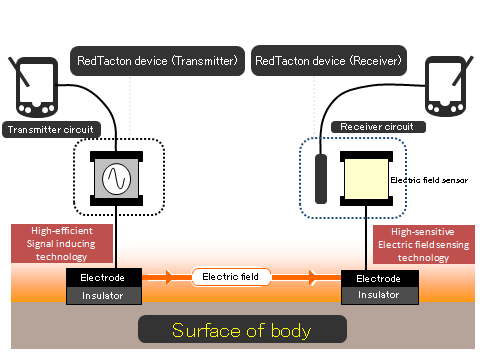 RedTacton device (Transmitter)
RedTacton device (Receiver)
Transmitter circuit
Receiver circuit
Electric field sensor
High-efficient
Signal inducing
technology
High-sensitive
Electric field sensing
technology
Electrode
Insulator
Electric field
Electrode
Insulator
Surface of body